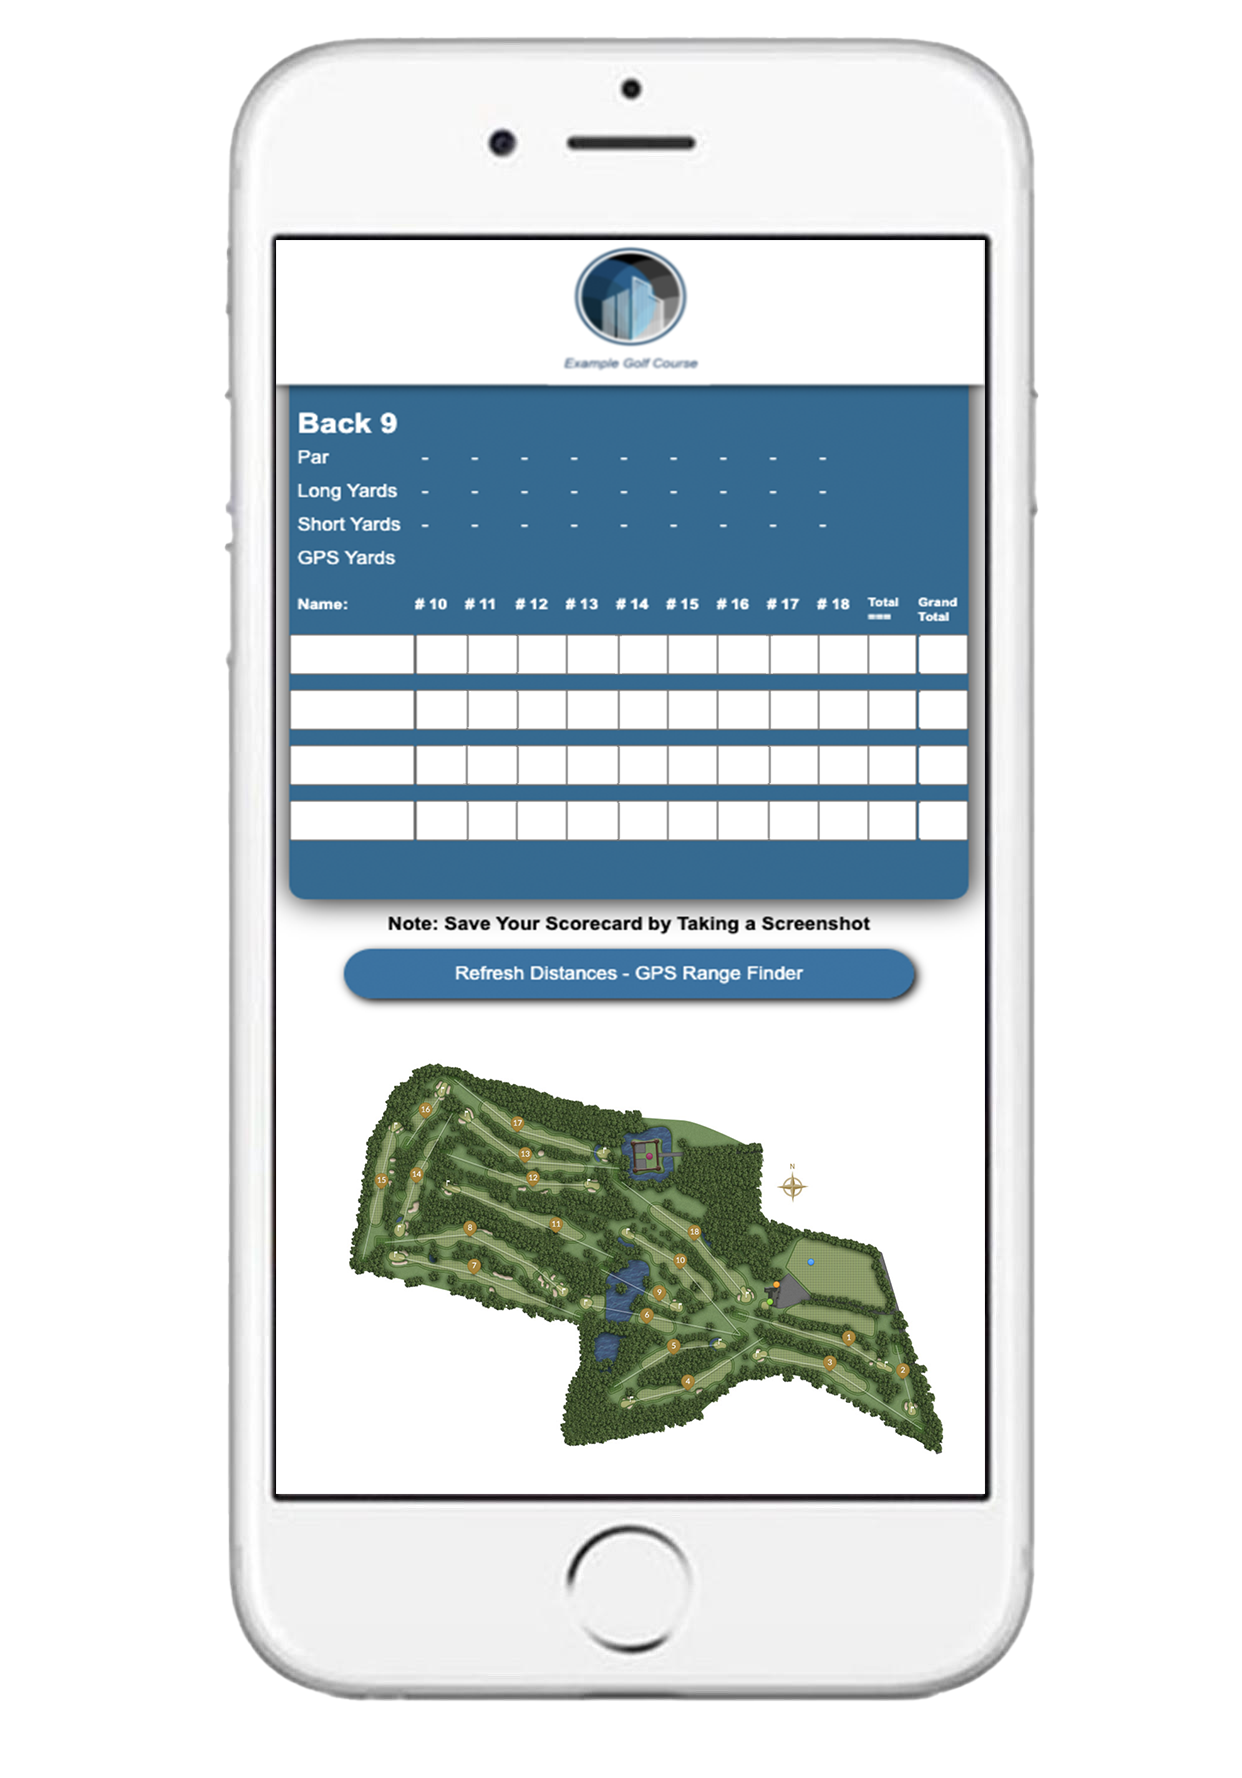 Example Golf Course
Back 9
Par - - - - - - - - -
Long Yards - - - - - - - - -
Short Yards - - - - - - - - -
GPS Yards
Name: # 10 # 11 # 12 # 13 # 14 # 15 # 16 # 17 # 18 Total === Grand Total
Note: Save Your Scorecard by Taking a Screenshot
Refresh Distances - GPS Range Finder
16
17
13
12
14
15
N
11
8
18
7
10
9
6
1
5
3
2
4